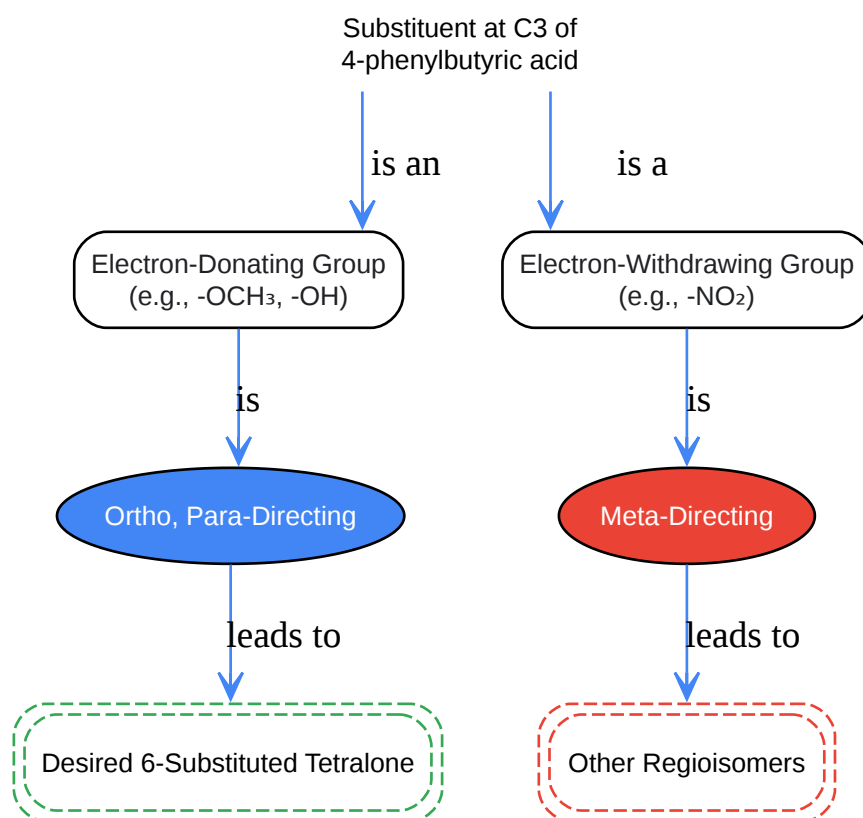 Substituent at C3 of
4-phenylbutyric acid
is an
is a
Electron-Donating Group
(e.g., -OCH₃, -OH)
Electron-Withdrawing Group
(e.g., -NO₂)
is
is
Ortho, Para-Directing
Meta-Directing
leads to
leads to
Desired 6-Substituted Tetralone
Other Regioisomers